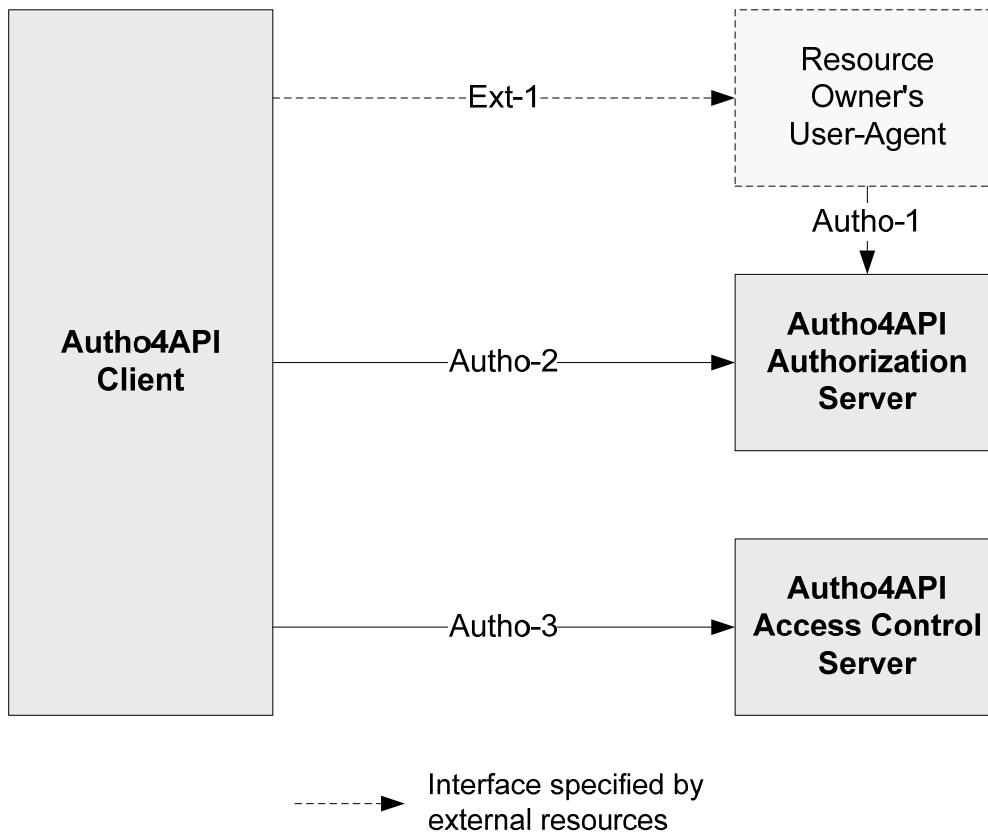 Resource
Owner's
User-Agent
Ext-1
Autho-1
Autho4API
Client
Autho-2
Autho4API
Authorization
Server
Autho-3
Autho4API
Access Control
Server
Interface specified by
external resources